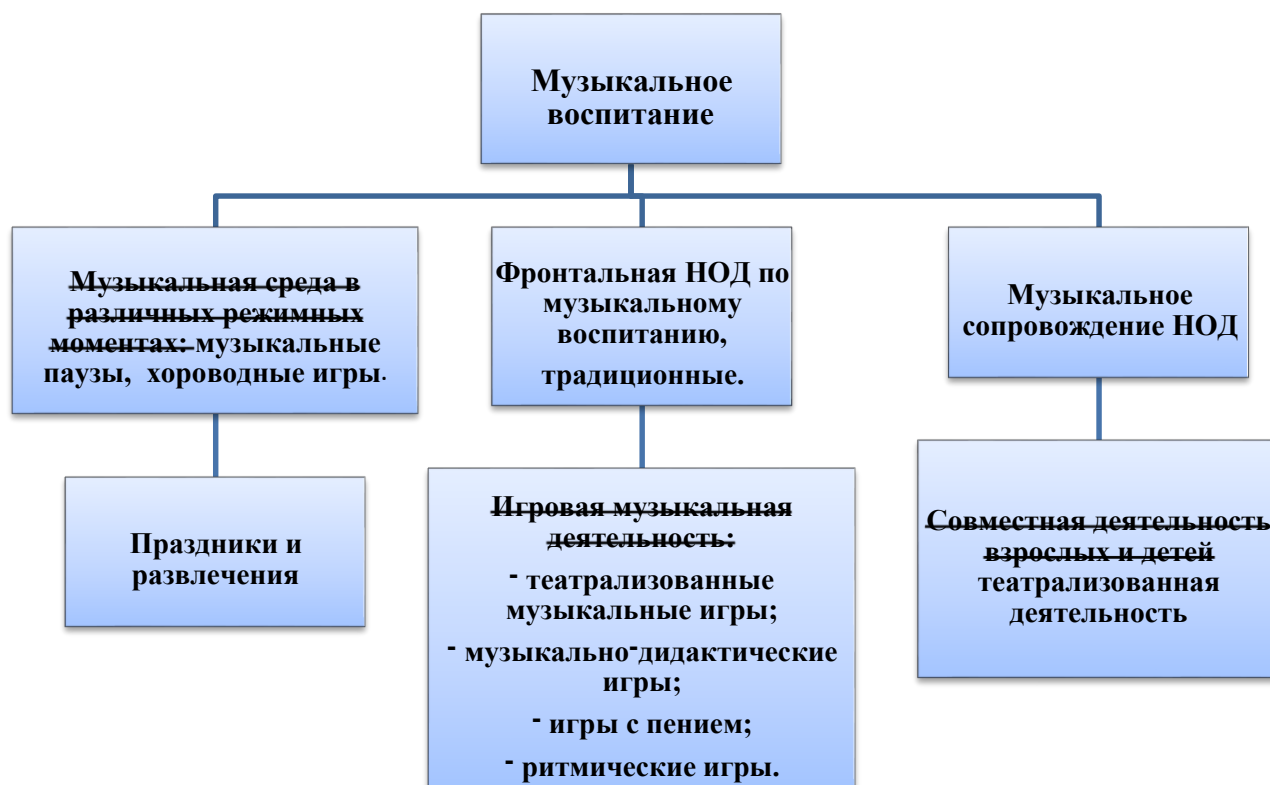 Музыкальное
воспитание
Музыкальная среда в
различных режимных
моментах: музыкальные
паузы, хороводные игры.
Фронтальная НОД по
музыкальному
воспитанию,
традиционные.
Музыкальное
сопровождение НОД
Праздники и
развлечения
Игровая музыкальная
деятельность:
- театрализованные
музыкальные игры;
- музыкально-дидактические
игры;
- игры с пением;
- ритмические игры.
Совместная деятельность
взрослых и детей
театрализованная
деятельность